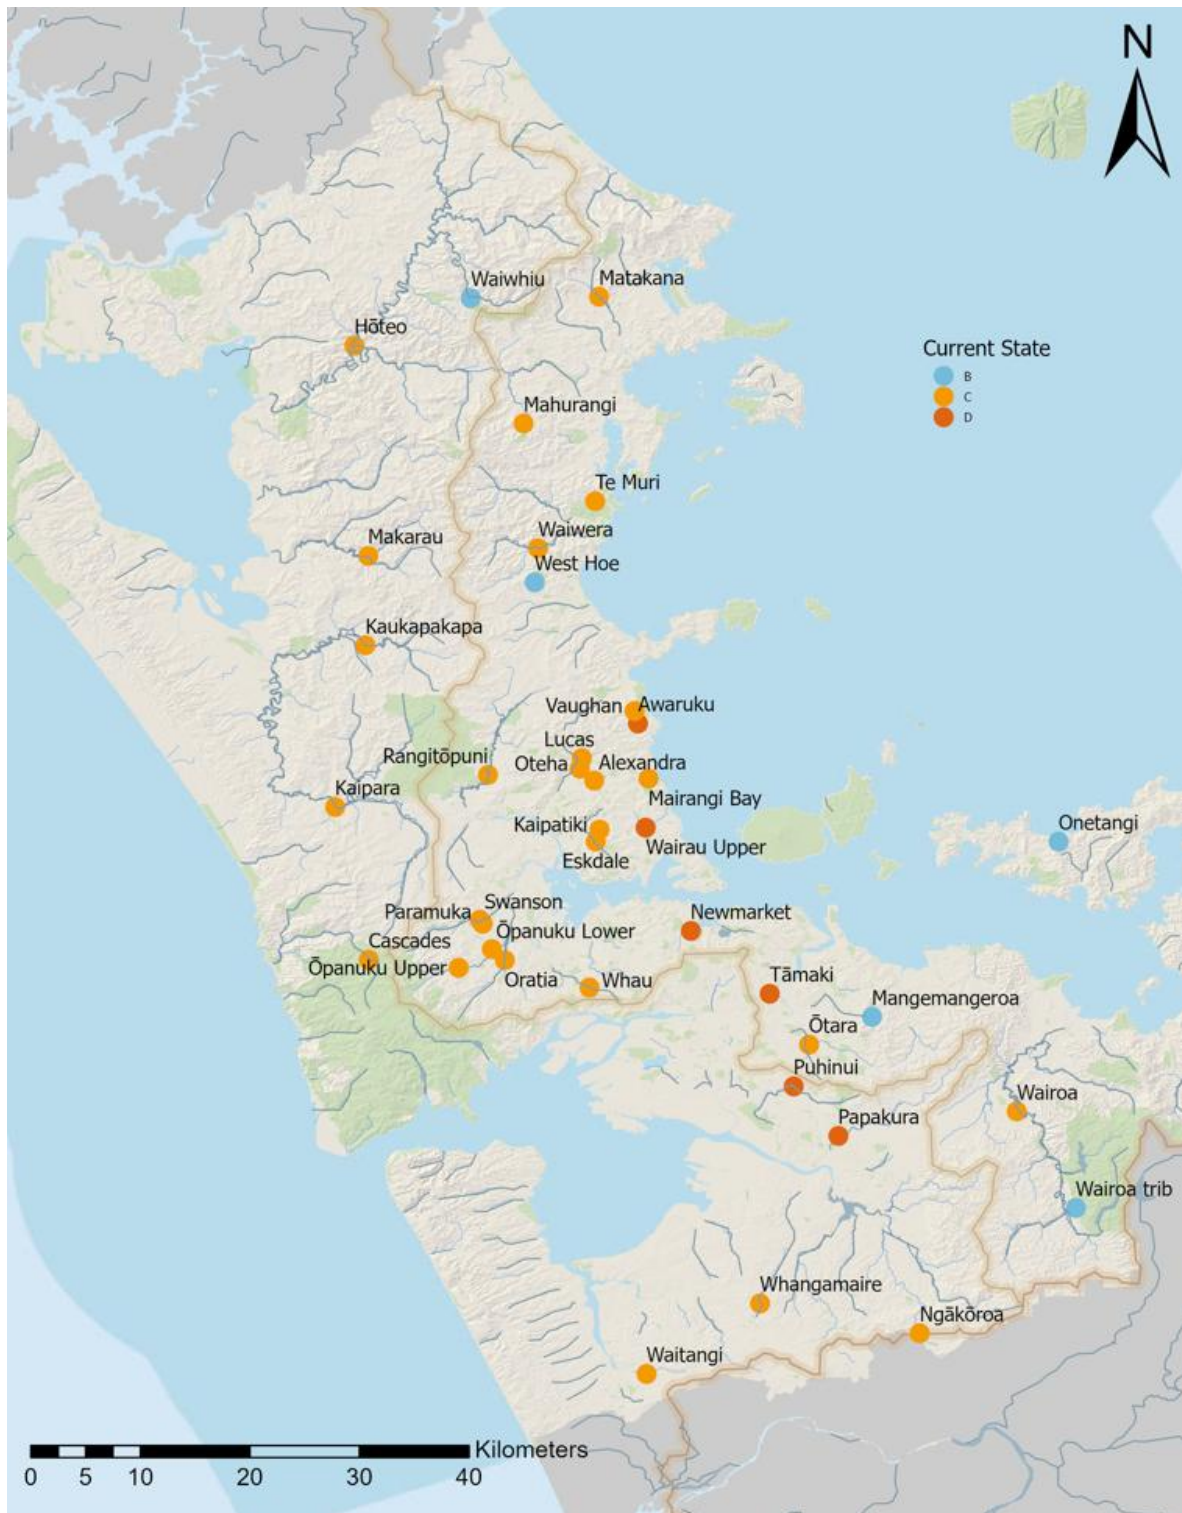 N
Waiwhiu
Matakana
Hōteo
Current State
B
C
D
Mahurangi
Te Muri
Waiwera
Makarau
West Hoe
Kaukapakapa
Vaughan
Awaruku
Lucas
Rangitōpuni
Oteha
Alexandra
Kaipara
Mairangi Bay
Kaipatiki
Onetangi
Eskdale
Wairau Upper
Paramuka
Swanson
Newmarket
Cascades
Ōpanuku Lower
Ōpanuku Upper
Oratia
Whau
Tāmaki
Mangemangeroa
Ōtara
Puhinui
Wairoa
Papakura
Wairoa trib
Whangamaire
Ngākōroa
Waitangi
Kilometers
0 5 10 20 30 40